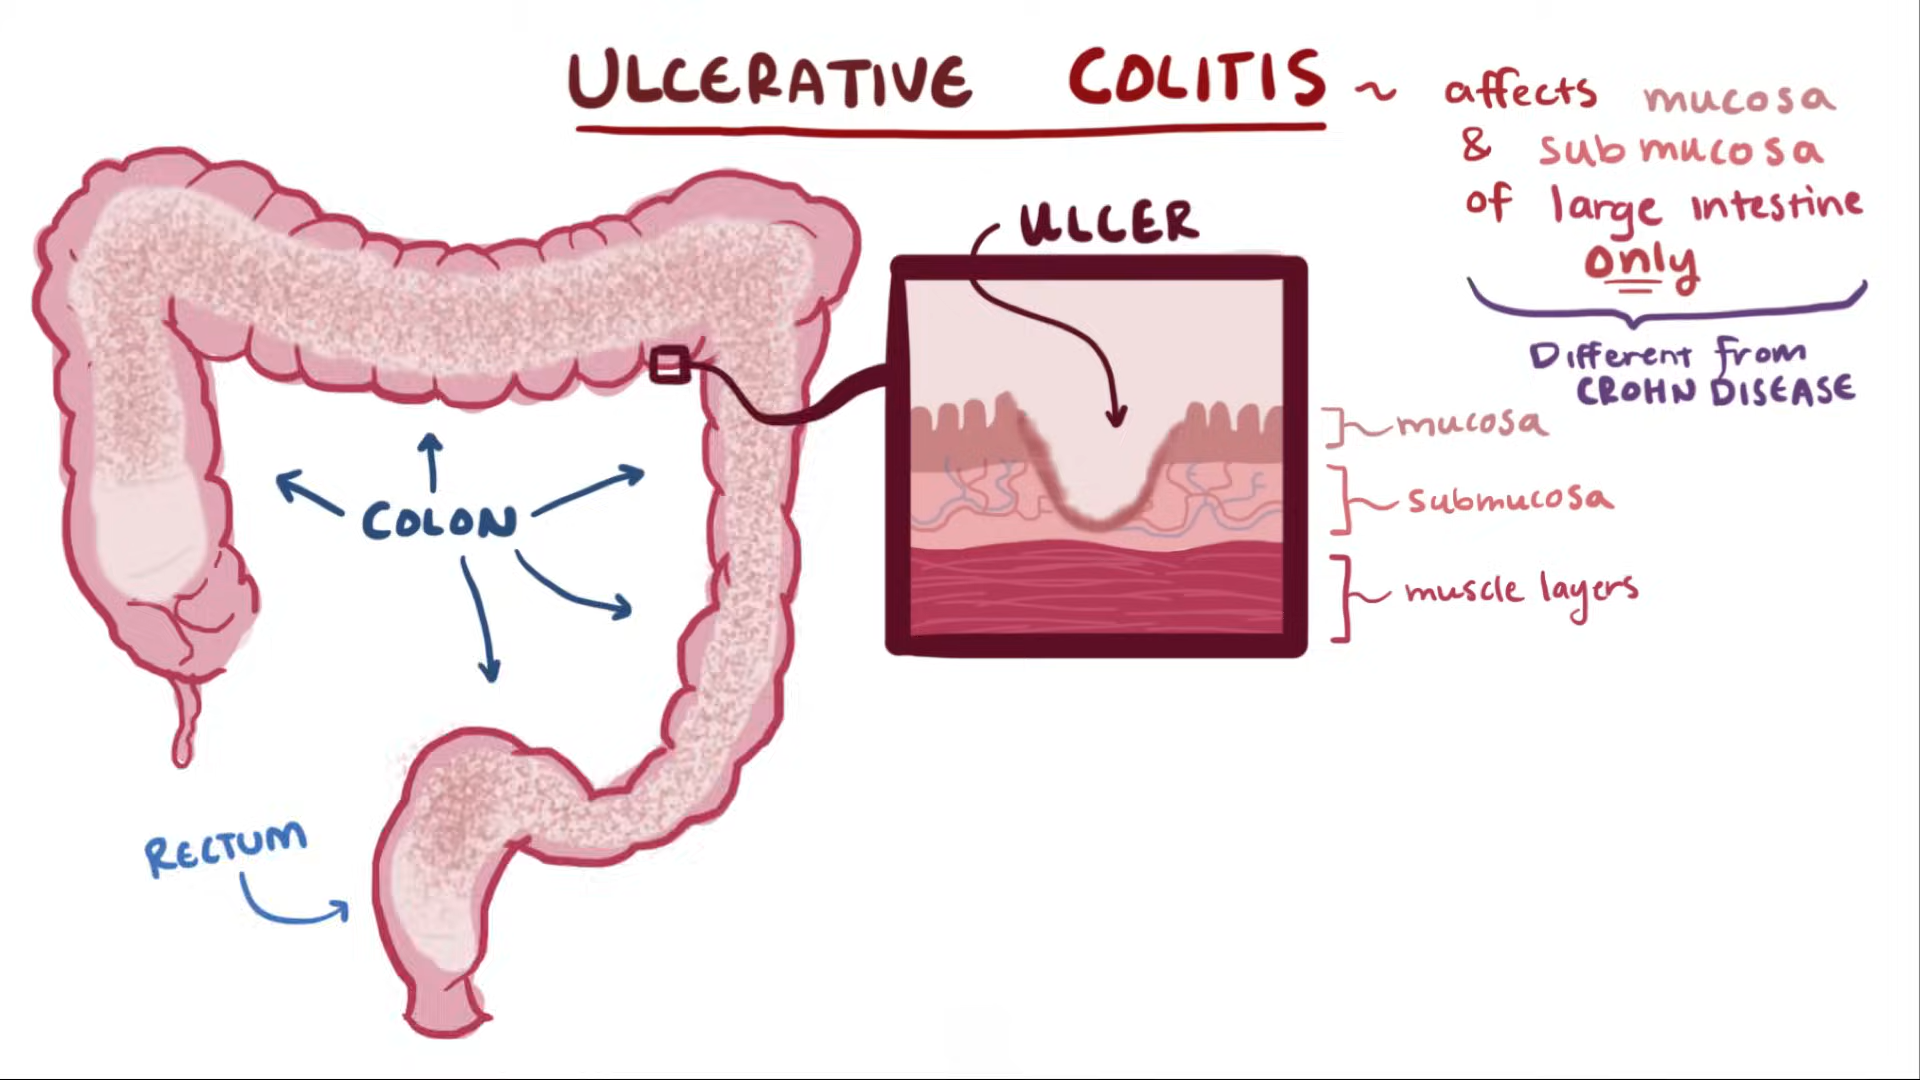 ULCERATIVE COLITIS ~ affects mucosa
& submucosa
of large intestine
only
Different from
CROHN DISEASE
ULCER
mucosa
submucosa
muscle layers
COLON
RECTUM